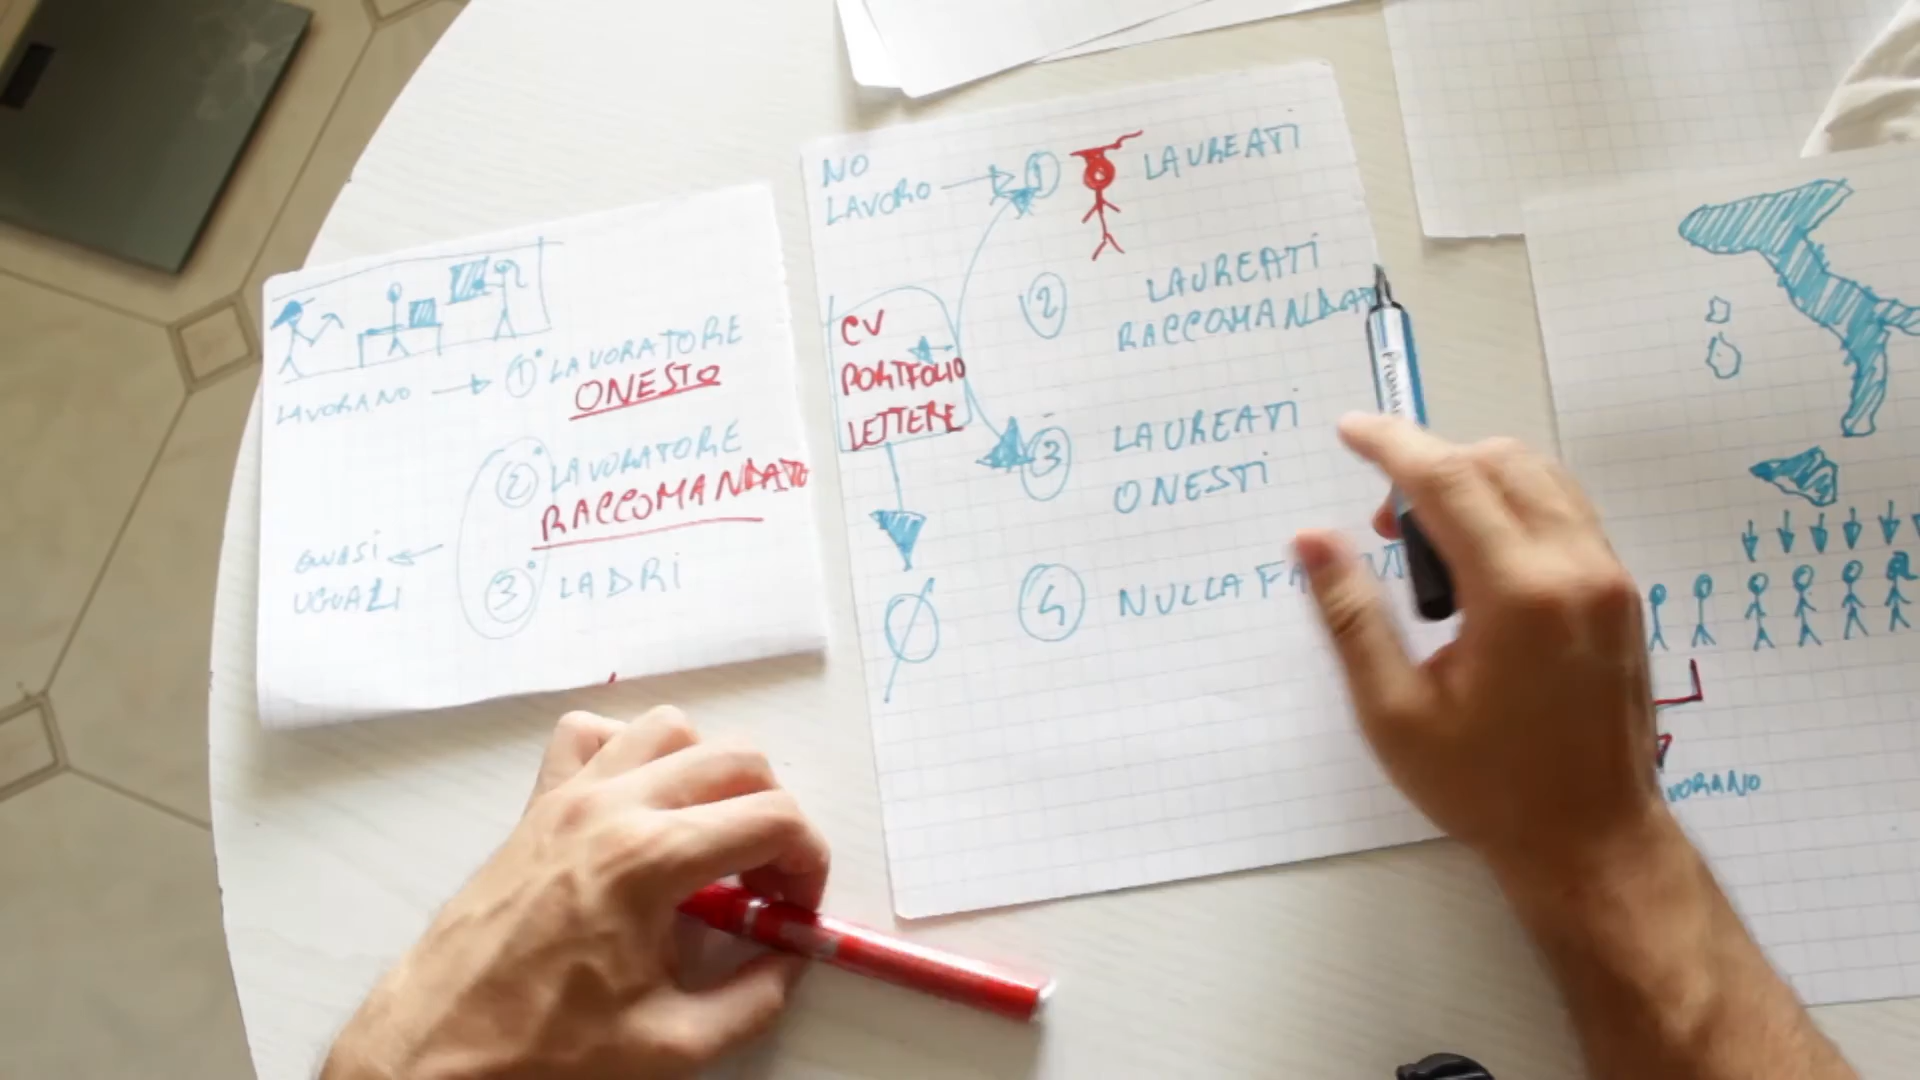 LAVORANO
1° LAVORATORE
ONESTO
2° LAVORATORE
RACCOMANDATO
QUASI
UGUALI
3° LADRI
NO
LAVORO
1 LAUREATI
2 LAUREATI
RACCOMANDATI
CV
PORTFOLIO
LETTERE
3 LAUREATI
ONESTI
4 NULLAFA
VORANO